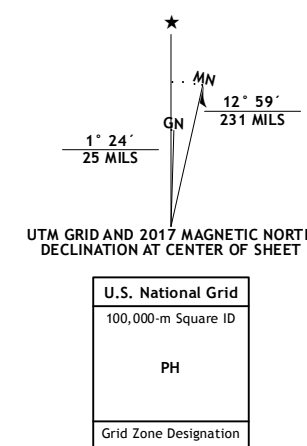 ★
MN
GN
12° 59´
231 MILS
1° 24´
25 MILS
UTM GRID AND 2017 MAGNETIC NORTH
DECLINATION AT CENTER OF SHEET
U.S. National Grid
100,000-m Square ID
PH
Grid Zone Designation